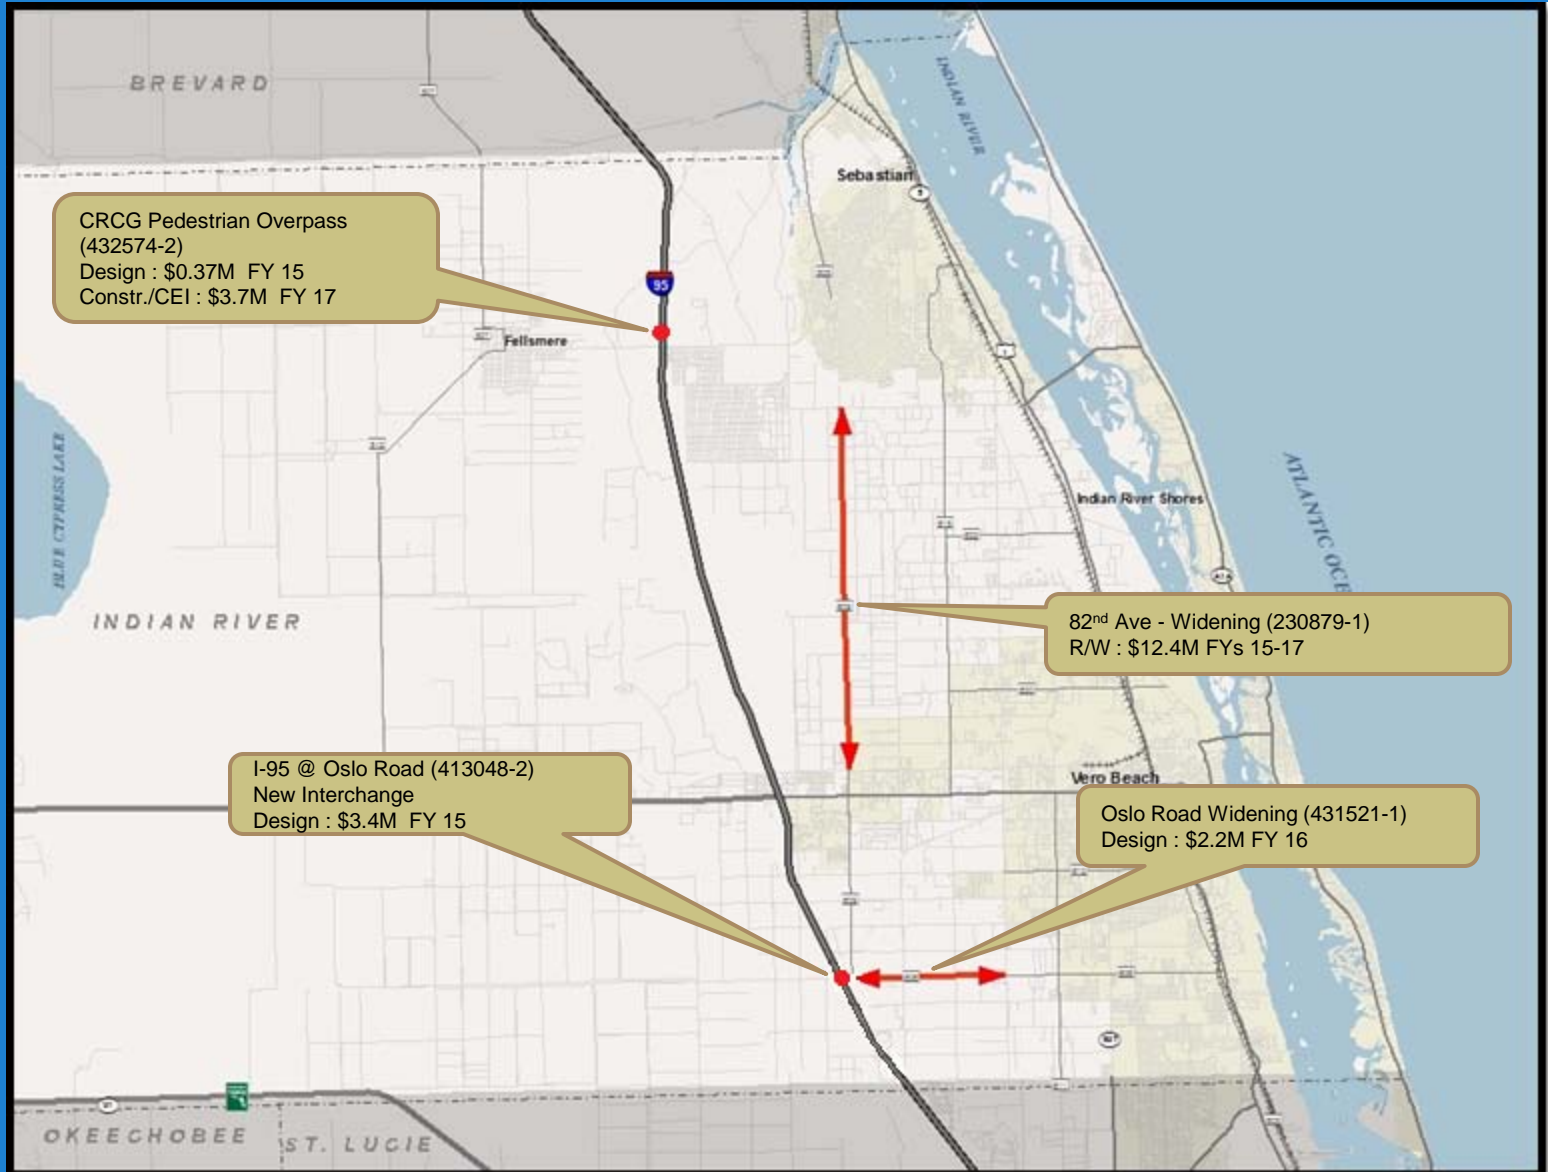 BREVARD
INDIAN RIVER
Sebastian
CRCG Pedestrian Overpass
(432574-2)
Design : $0.37M  FY 15
Constr./CEI : $3.7M  FY 17
95
Fellsmere
BLUE CYPRESS LAKE
Indian River Shores
ATLANTIC OCE
INDIAN RIVER
82nd Ave - Widening (230879-1)
R/W : $12.4M FYs 15-17
I-95 @ Oslo Road (413048-2)
New Interchange
Design : $3.4M  FY 15
Vero Beach
Oslo Road Widening (431521-1)
Design : $2.2M FY 16
OKEECHOBEE
ST. LUCIE